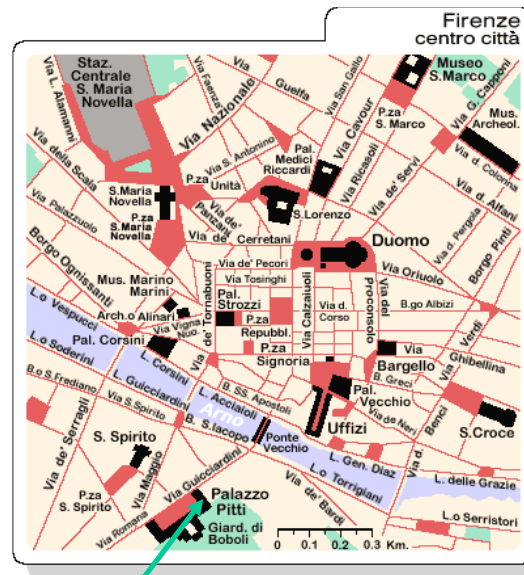 Firenze
centro città
Staz.
Centrale
S. Maria
Novella
Via L. Alamanni
Via Faenza
Via Nazionale
Via
Guelfa
Via San Gallo
Museo
S.Marco
P.za
S. Marco
Via G. Capponi
Mus.
Archeol.
Via d. Colonna
Via d. Alfani
Via Cavour
Via Ricasoli
Via de' Servi
Via S. Antonino
Pal.
Medici
Riccardi
P.za
Unità
Via della Scala
Via Palazzuolo
Borgo Ognissanti
S.Maria
Novella
P.za
S.Maria
Novella
Via de'
Panzani
S.Lorenzo
Via de' Cerretani
Duomo
Via d. Pergola
Borgo Pinti
Via de' Pecori
Via Tosinghi
Via Oriuolo
B.go Albizi
Mus. Marino
Marini
Arch.o Alinari
Via Vigna
Nuo.
Via
de' Tornabuoni
Pal.
Strozzi
P.za
Repubbl.
Via Calzaiuoli
Via d.
Corso
Via del
Proconsolo
Via
Verdi
Ghibellina
Bargello
L.o Vespucci
L.o Soderini
Pal. Corsini
L. Corsini
P.za
Signoria
B. Greci
Pal.
Vecchio
Via de Neri
Via d.
Benci
S.Croce
B.o S.Frediano
L. Guicciardini
L. Acciaioli
B. SS. Apostoli
Uffizi
Via S.Spirito
B. S.Iacopo
Arno
Ponte
Vecchio
L. Gen. Diaz
L. delle Grazie
L.o Torrigiani
L.o Serristori
Via de' Serragli
S. Spirito
P.za
S. Spirito
Via Maggio
Via Guicciardini
Via Romana
Palazzo
Pitti
Giard. di
Boboli
Via de' Bardi
0 0.1 0.2 0.3 Km.